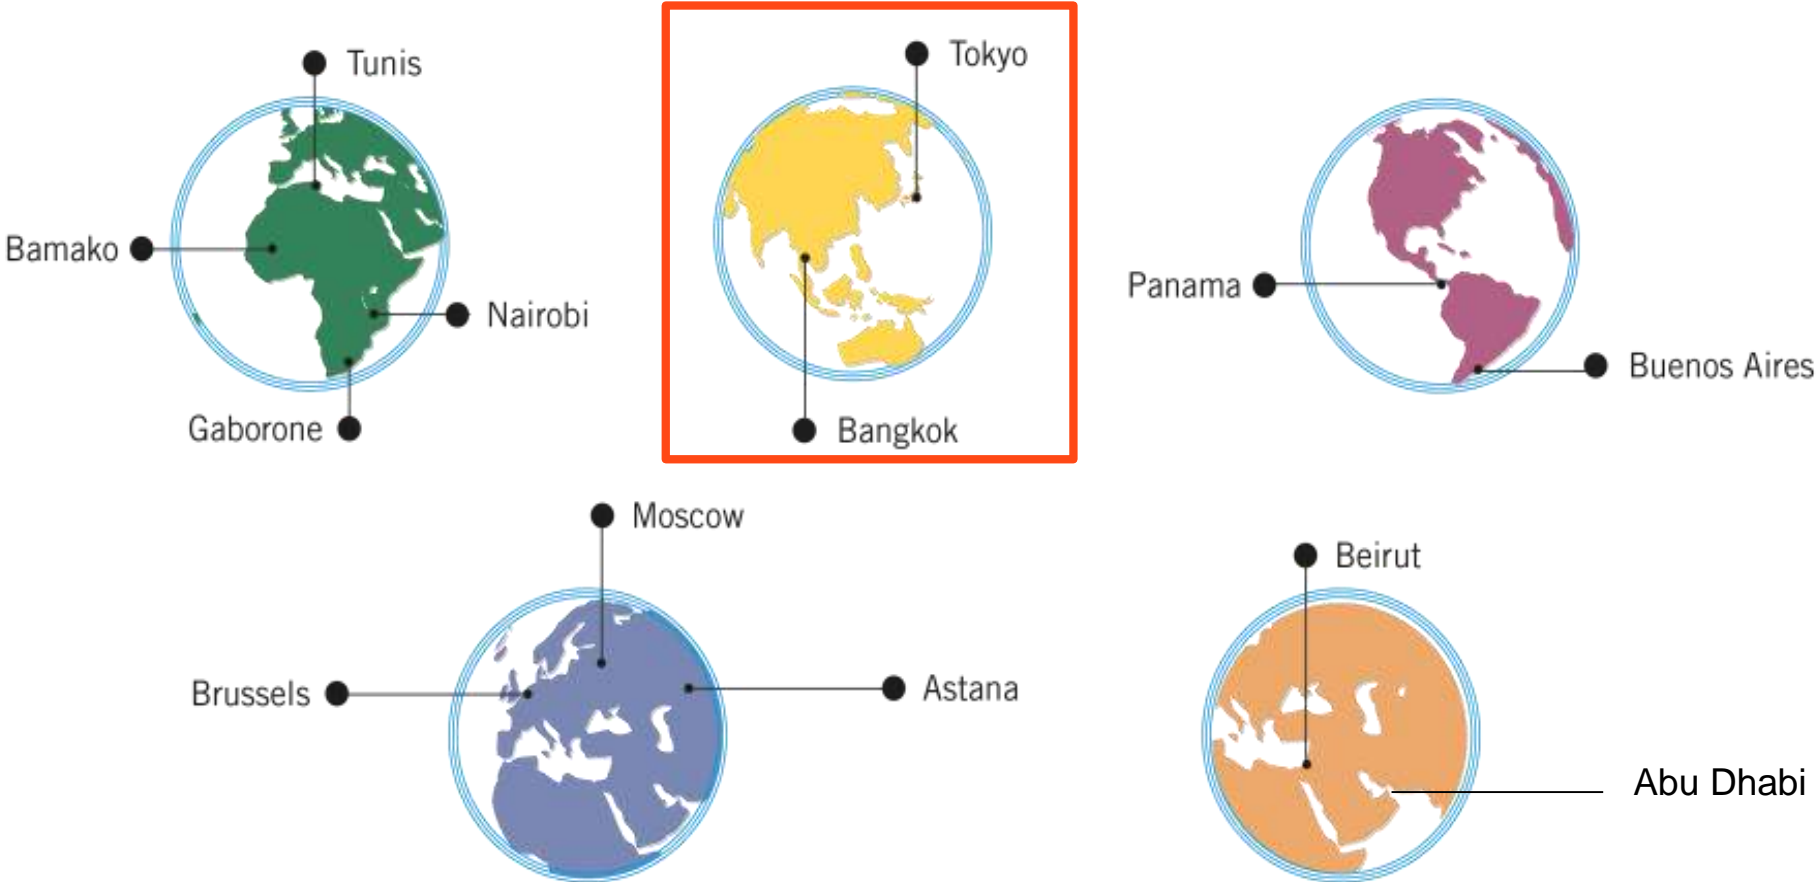 Tunis
Bamako
Nairobi
Gaborone
Tokyo
Bangkok
Panama
Buenos Aires
Moscow
Brussels
Astana
Beirut
Abu Dhabi